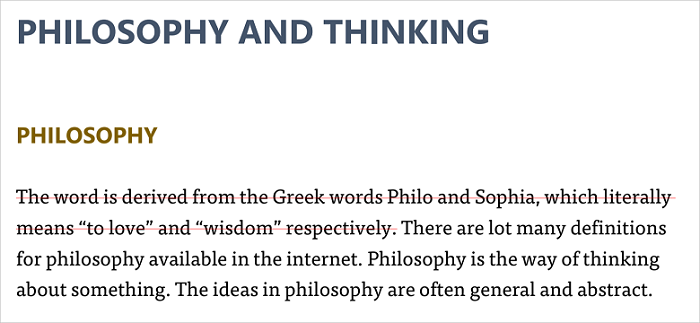 PHILOSOPHY AND THINKING
PHILOSOPHY
The word is derived from the Greek words Philo and Sophia, which literally
means “to love” and “wisdom” respectively. There are lot many definitions
for philosophy available in the internet. Philosophy is the way of thinking
about something. The ideas in philosophy are often general and abstract.